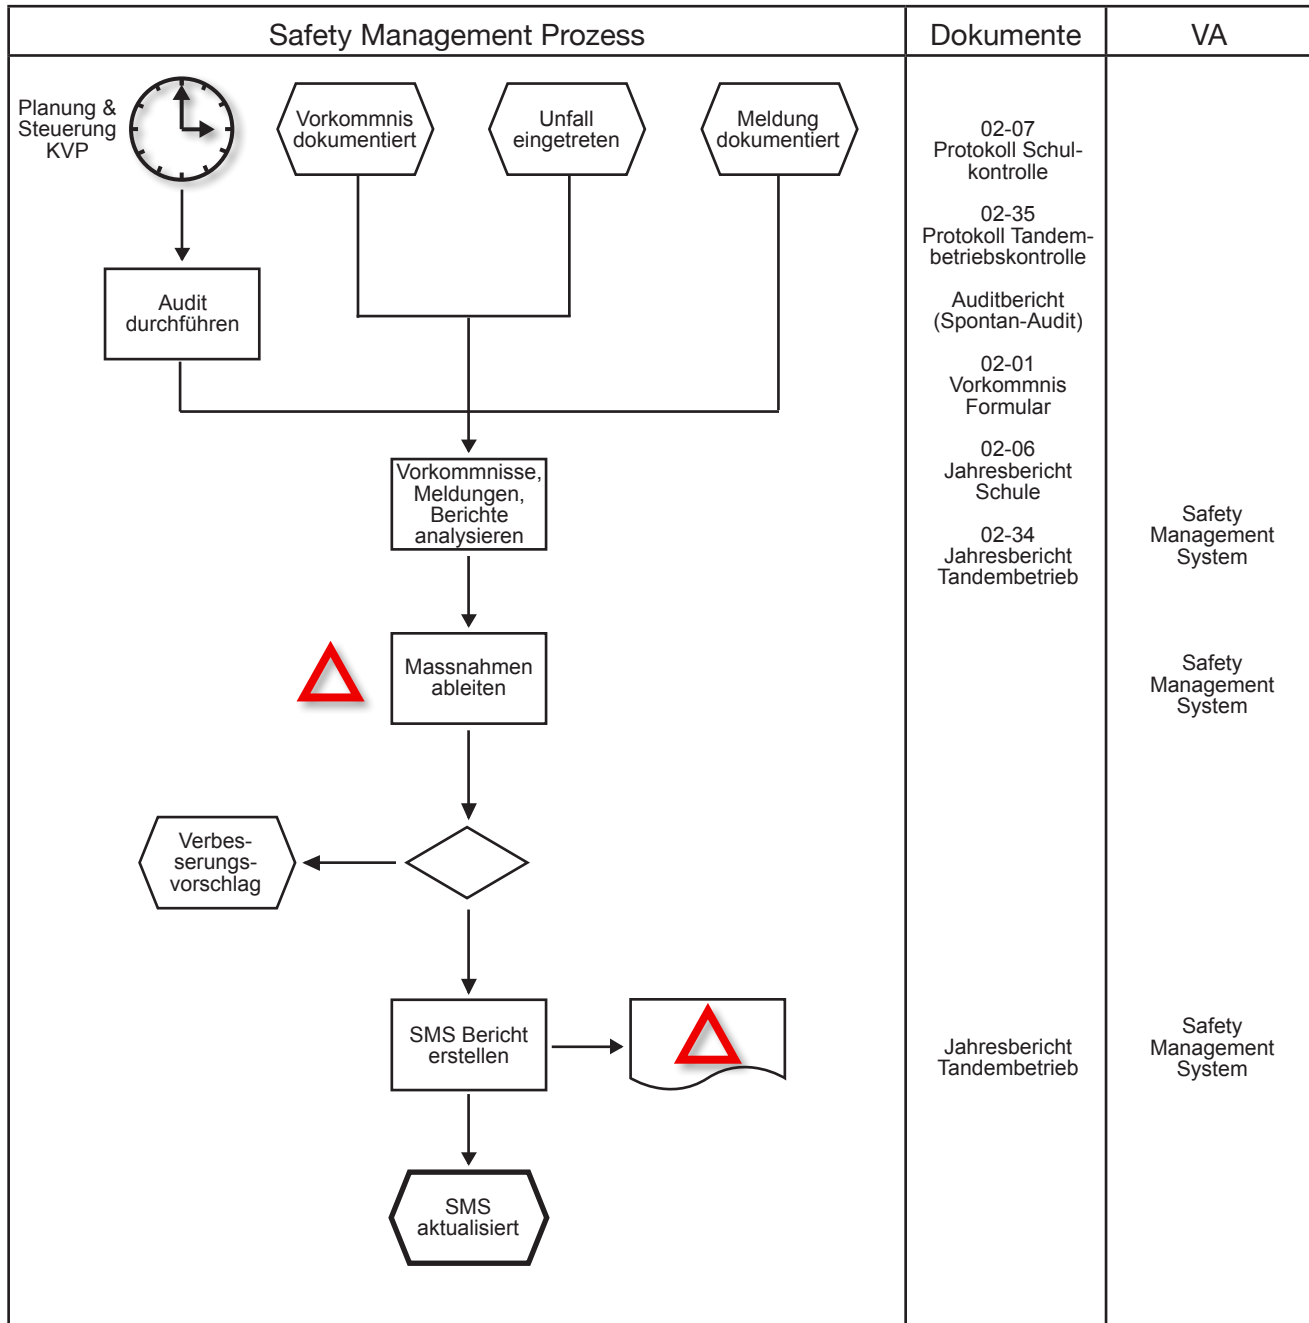 Safety Management Prozess
Dokumente
VA
Planung &
Steuerung
KVP
Vorkommnis
dokumentiert
Unfall
eingetreten
Meldung
dokumentiert
Audit
durchführen
Vorkommnisse,
Meldungen,
Berichte
analysieren
Massnahmen
ableiten
Verbes-
serungs-
vorschlag
SMS Bericht
erstellen
SMS
aktualisiert
02-07
Protokoll Schul-
kontrolle
02-35
Protokoll Tandem-
betriebskontrolle
Auditbericht
(Spontan-Audit)
02-01
Vorkommnis
Formular
02-06
Jahresbericht
Schule
02-34
Jahresbericht
Tandembetrieb
Jahresbericht
Tandembetrieb
Safety
Management
System
Safety
Management
System
Safety
Management
System